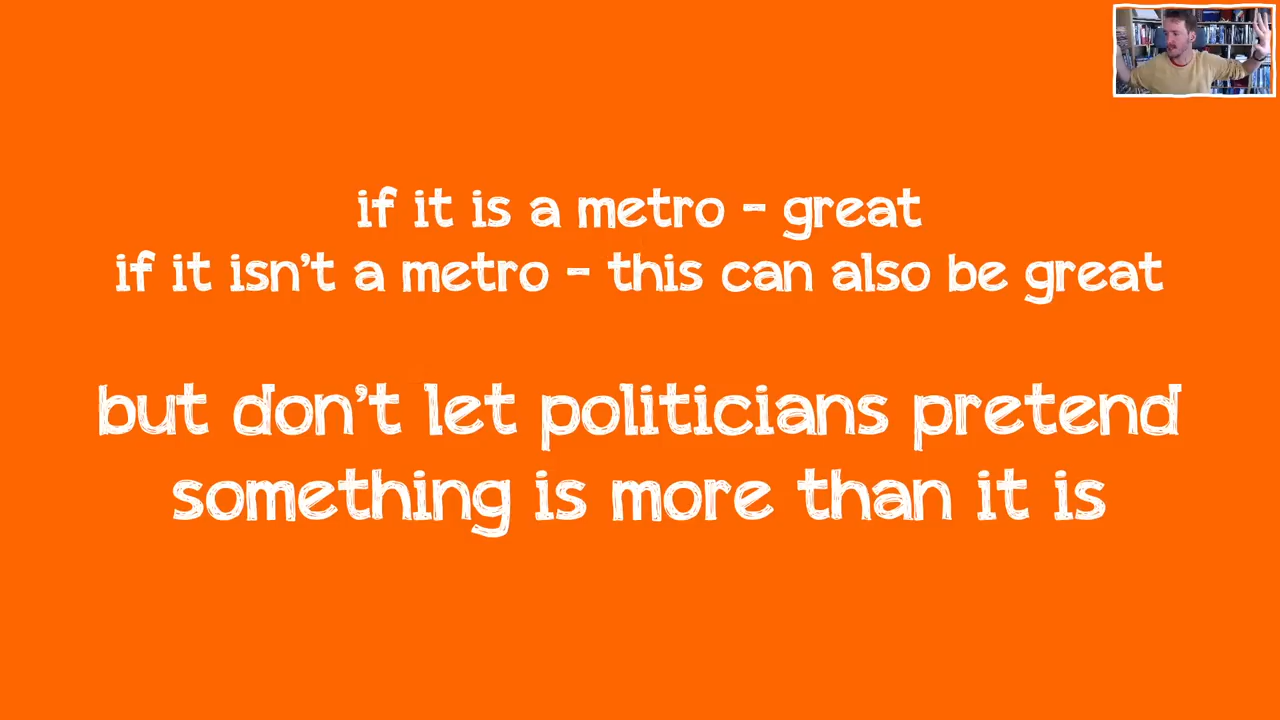 if it is a metro - great
if it isn't a metro - this can also be great
but don't let politicians pretend
something is more than it is